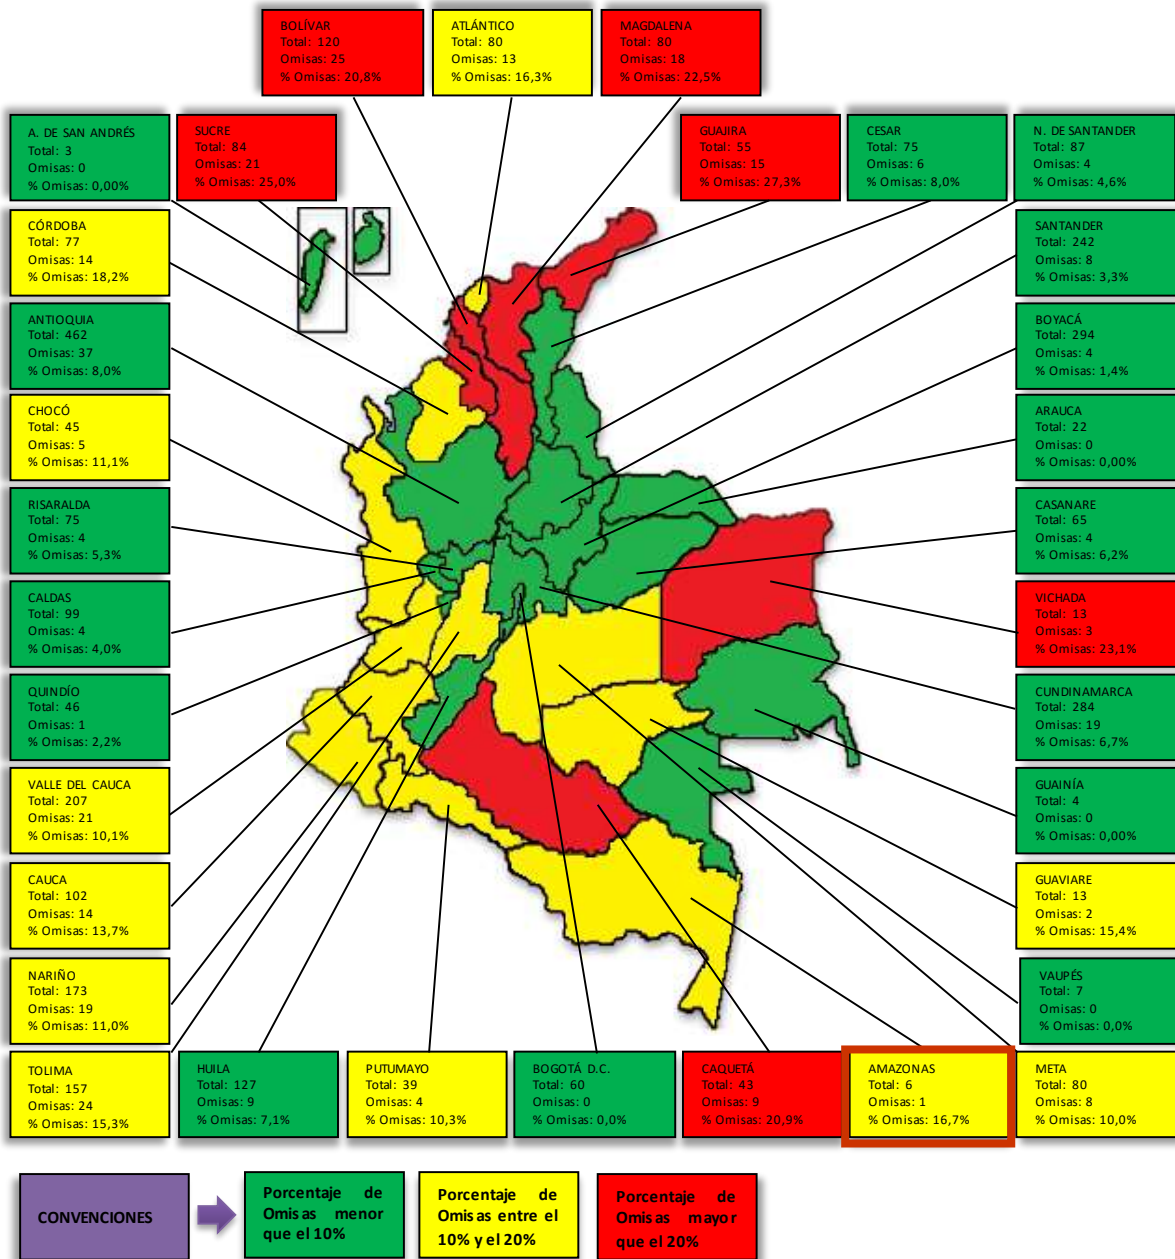 BOLÍVAR
Total: 120
Omisas: 25
% Omisas: 20,8%
ATLÁNTICO
Total: 80
Omisas: 13
% Omisas: 16,3%
MAGDALENA
Total: 80
Omisas: 18
% Omisas: 22,5%
A. DE SAN ANDRÉS
Total: 3
Omisas: 0
% Omisas: 0,00%
SUCRE
Total: 84
Omisas: 21
% Omisas: 25,0%
GUAJIRA
Total: 55
Omisas: 15
% Omisas: 27,3%
CESAR
Total: 75
Omisas: 6
% Omisas: 8,0%
N. DE SANTANDER
Total: 87
Omisas: 4
% Omisas: 4,6%
CÓRDOBA
Total: 77
Omisas: 14
% Omisas: 18,2%
SANTANDER
Total: 242
Omisas: 8
% Omisas: 3,3%
ANTIOQUIA
Total: 462
Omisas: 37
% Omisas: 8,0%
BOYACÁ
Total: 294
Omisas: 4
% Omisas: 1,4%
CHOCÓ
Total: 45
Omisas: 5
% Omisas: 11,1%
ARAUCA
Total: 22
Omisas: 0
% Omisas: 0,00%
RISARALDA
Total: 75
Omisas: 4
% Omisas: 5,3%
CASANARE
Total: 65
Omisas: 4
% Omisas: 6,2%
CALDAS
Total: 99
Omisas: 4
% Omisas: 4,0%
VICHADA
Total: 13
Omisas: 3
% Omisas: 23,1%
QUINDÍO
Total: 46
Omisas: 1
% Omisas: 2,2%
CUNDINAMARCA
Total: 284
Omisas: 19
% Omisas: 6,7%
VALLE DEL CAUCA
Total: 207
Omisas: 21
% Omisas: 10,1%
GUAINÍA
Total: 4
Omisas: 0
% Omisas: 0,00%
CAUCA
Total: 102
Omisas: 14
% Omisas: 13,7%
GUAVIARE
Total: 13
Omisas: 2
% Omisas: 15,4%
NARIÑO
Total: 173
Omisas: 19
% Omisas: 11,0%
VAUPÉS
Total: 7
Omisas: 0
% Omisas: 0,0%
TOLIMA
Total: 157
Omisas: 24
% Omisas: 15,3%
HUILA
Total: 127
Omisas: 9
% Omisas: 7,1%
PUTUMAYO
Total: 39
Omisas: 4
% Omisas: 10,3%
BOGOTÁ D.C.
Total: 60
Omisas: 0
% Omisas: 0,0%
CAQUETÁ
Total: 43
Omisas: 9
% Omisas: 20,9%
AMAZONAS
Total: 6
Omisas: 1
% Omisas: 16,7%
META
Total: 80
Omisas: 8
% Omisas: 10,0%
CONVENCIONES
Porcentaje de
Omisas menor
que el 10%
Porcentaje de
Omisas entre el
10% y el 20%
Porcentaje de
Omisas mayor
que el 20%